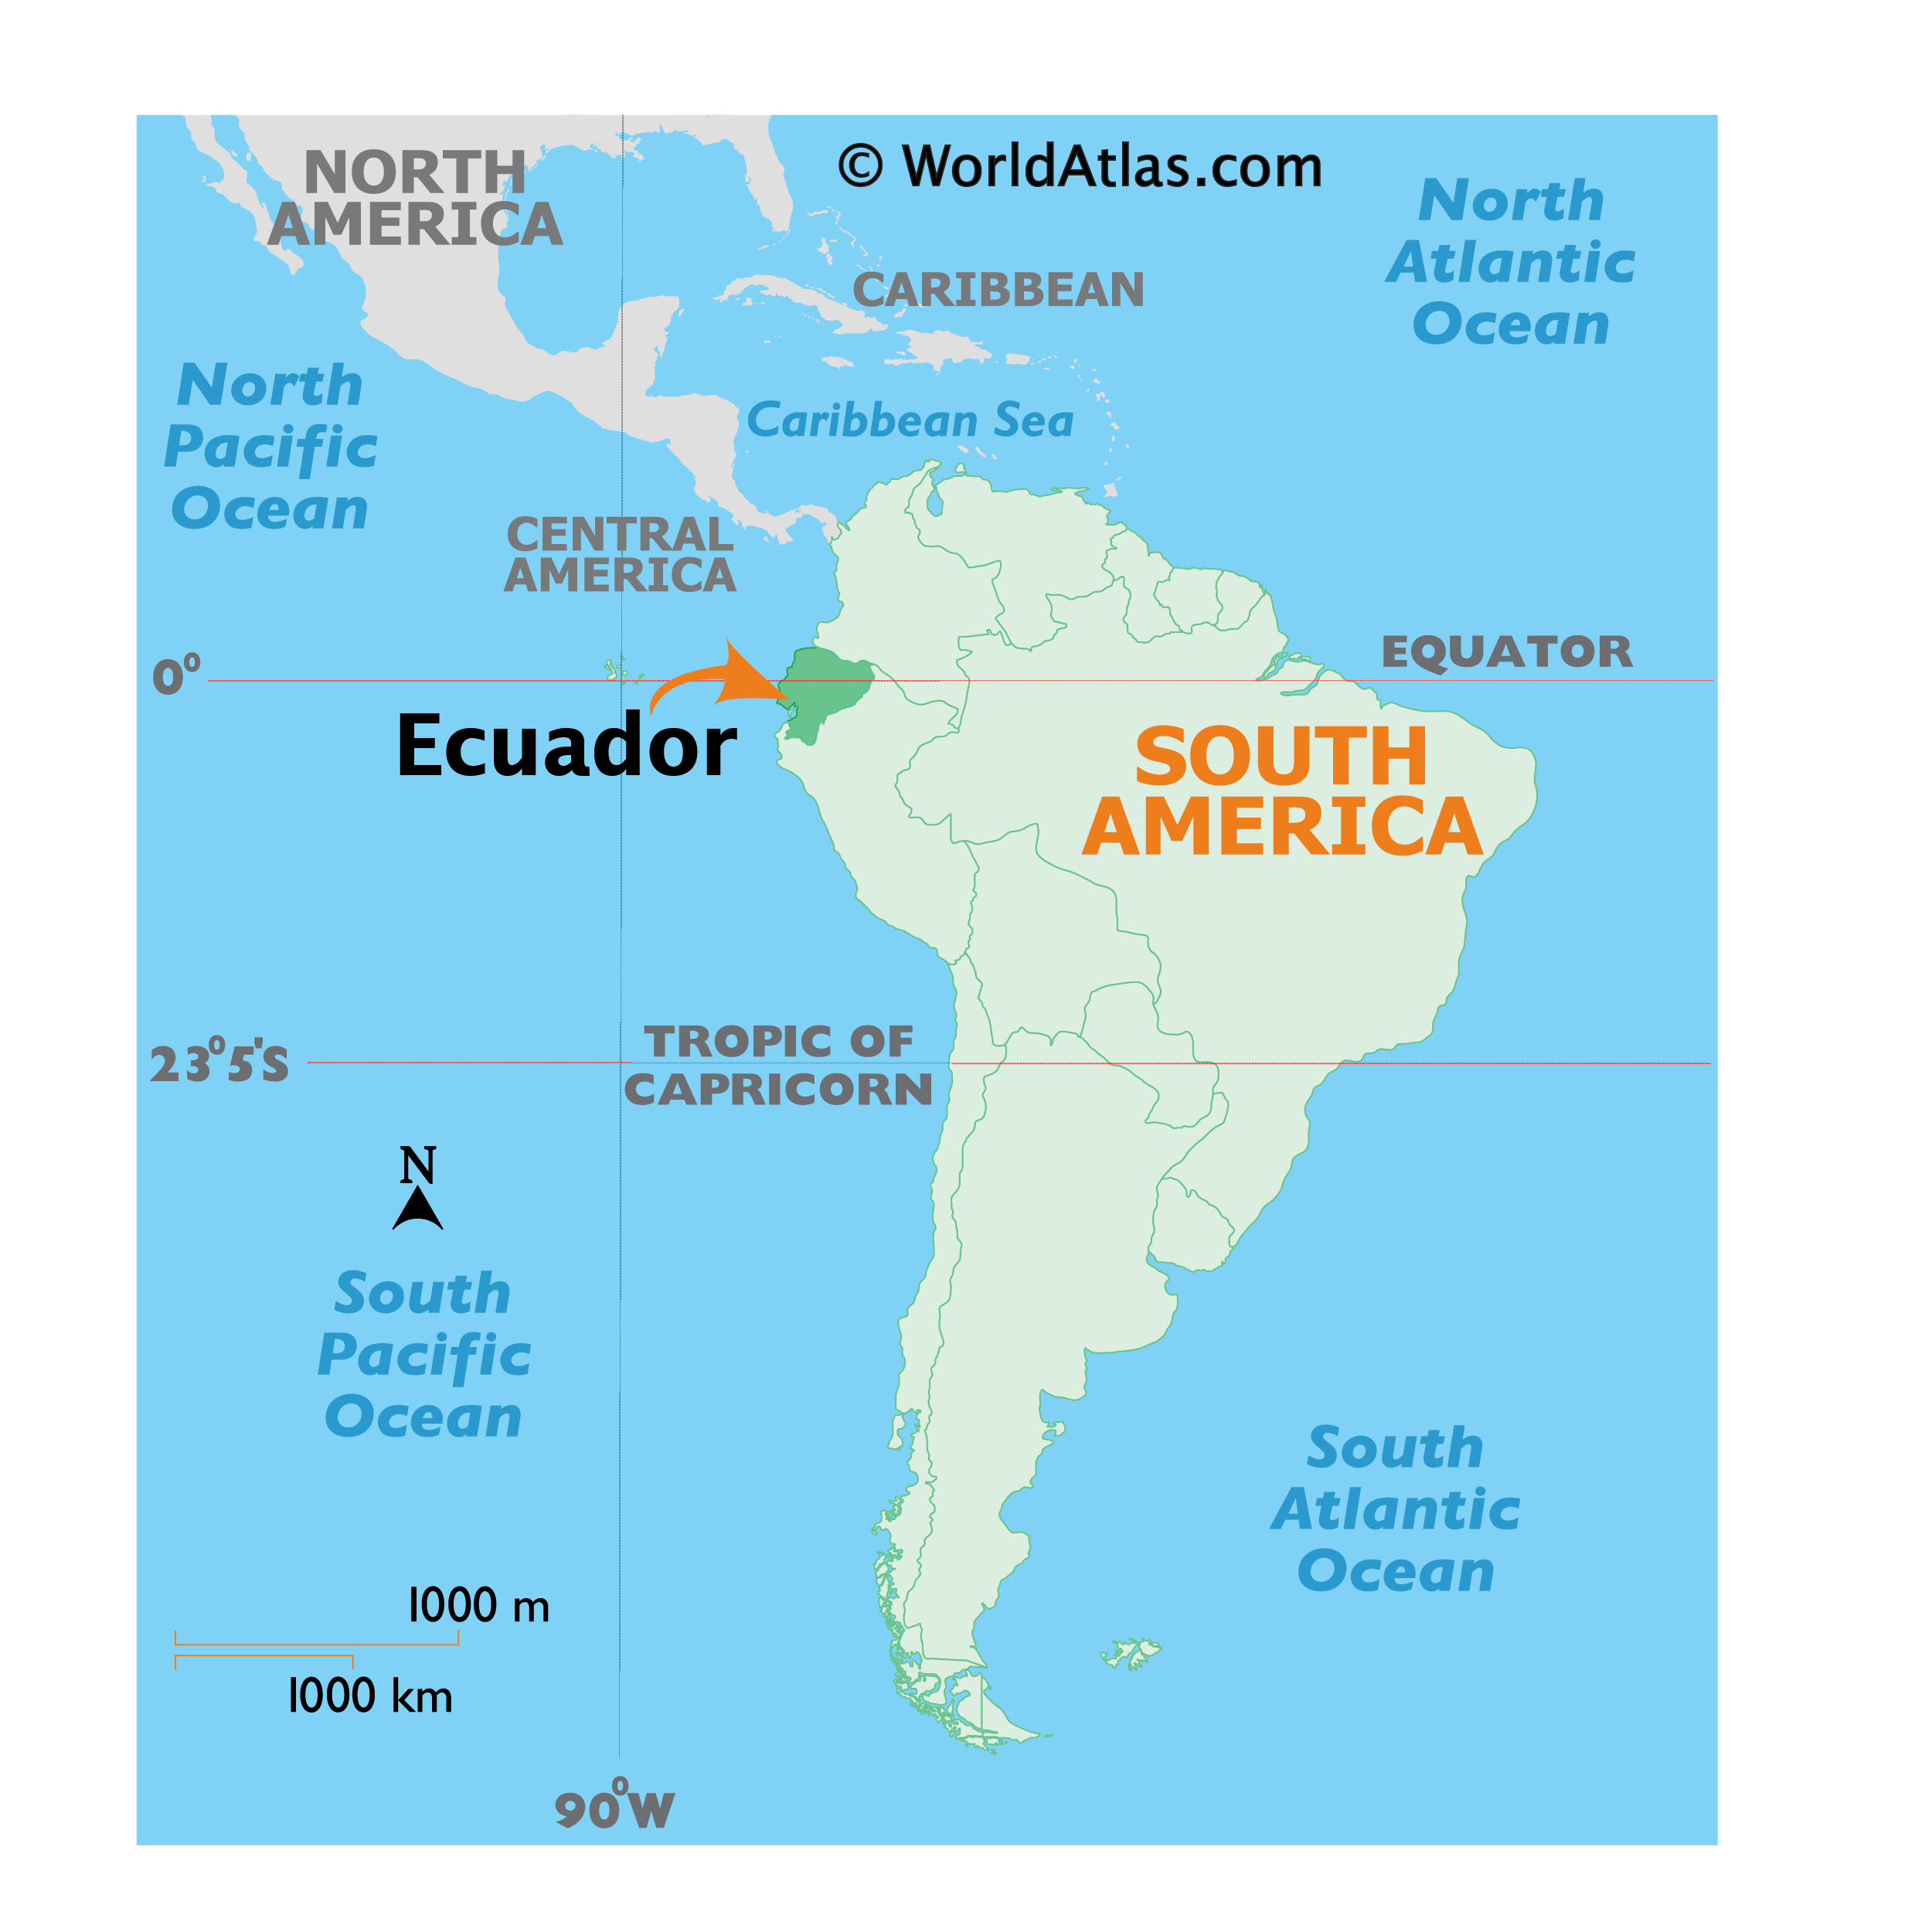 © WorldAtlas.com
NORTH
AMERICA
North
Atlantic
Ocean
CARIBBEAN
North
Pacific
Ocean
Caribbean Sea
CENTRAL
AMERICA
EQUATOR
0°
Ecuador
SOUTH
AMERICA
TROPIC OF
CAPRICORN
23°5'S
N
South
Pacific
Ocean
South
Atlantic
Ocean
1000 m
1000 km
90°W